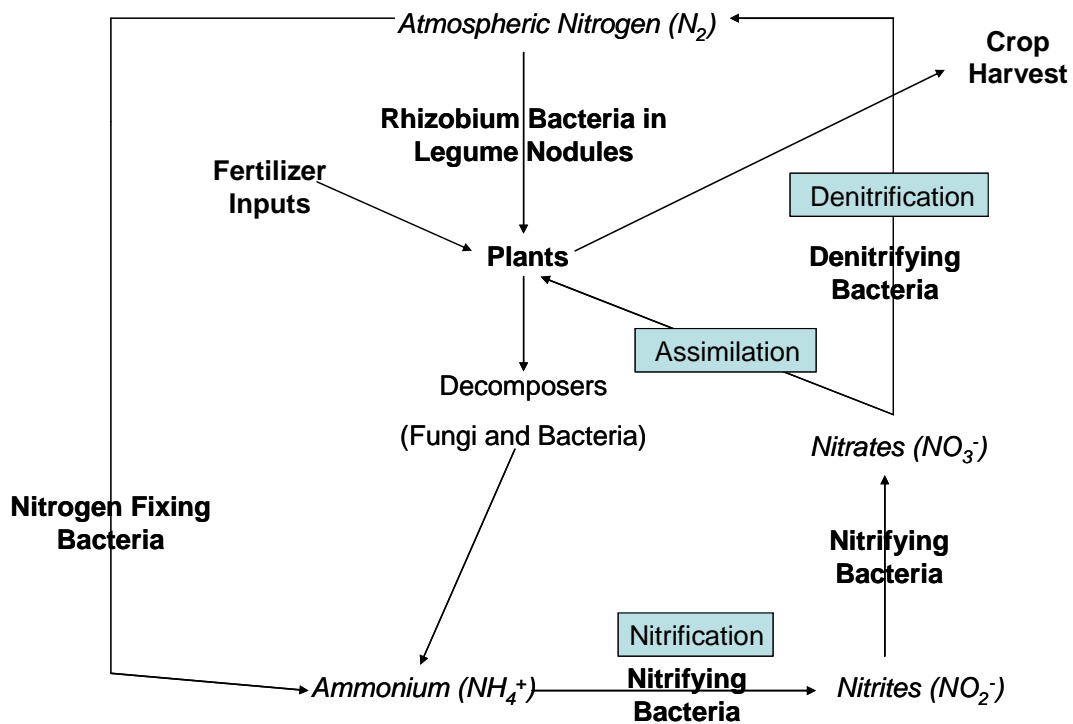 Atmospheric Nitrogen (N₂)
Crop
Harvest
Rhizobium Bacteria in
Legume Nodules
Fertilizer
Inputs
Denitrification
Plants
Denitrifying
Bacteria
Assimilation
Decomposers
(Fungi and Bacteria)
Nitrates (NO₃⁻)
Nitrogen Fixing
Bacteria
Nitrifying
Bacteria
Nitrification
Ammonium (NH₄⁺)
Nitrifying
Bacteria
Nitrites (NO₂⁻)